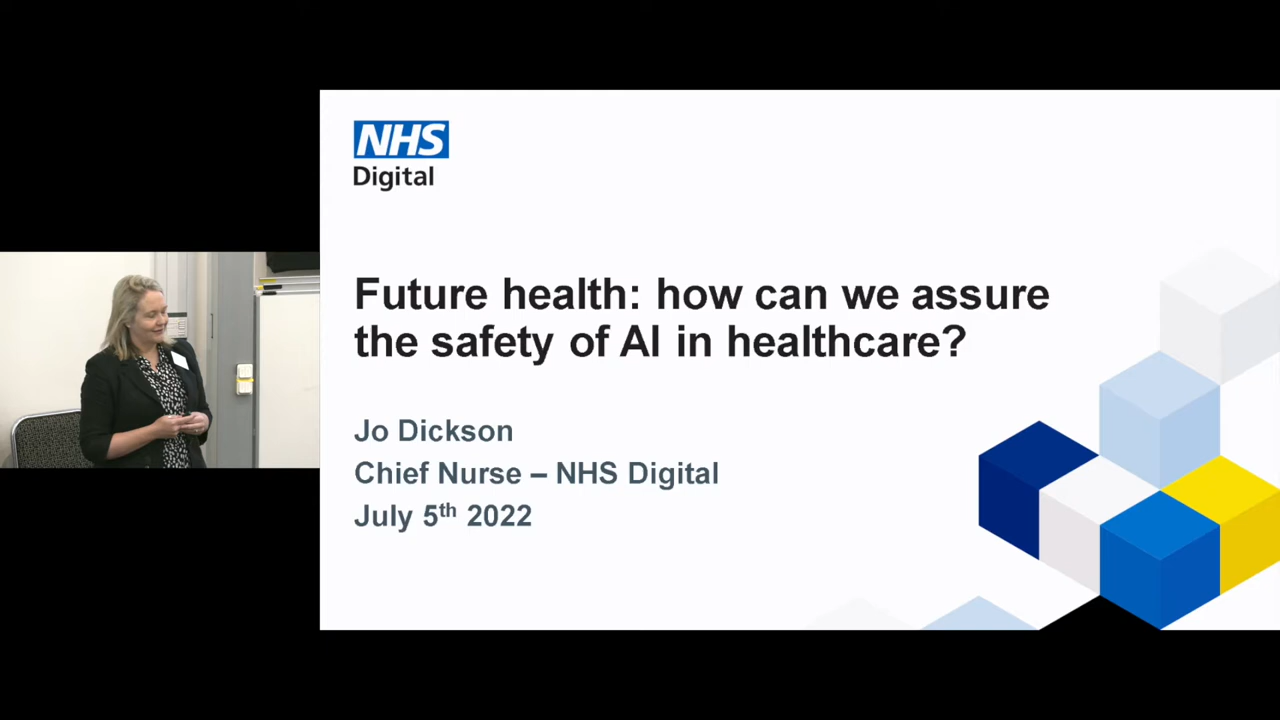 NHS
Digital
Future health: how can we assure
the safety of AI in healthcare?
Jo Dickson
Chief Nurse – NHS Digital
July 5th 2022